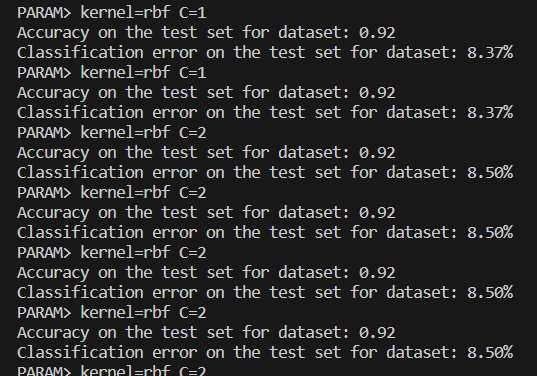 PARAM> kernel=rbf C=1
Accuracy on the test set for dataset: 0.92
Classification error on the test set for dataset: 8.37%
PARAM> kernel=rbf C=1
Accuracy on the test set for dataset: 0.92
Classification error on the test set for dataset: 8.37%
PARAM> kernel=rbf C=2
Accuracy on the test set for dataset: 0.92
Classification error on the test set for dataset: 8.50%
PARAM> kernel=rbf C=2
Accuracy on the test set for dataset: 0.92
Classification error on the test set for dataset: 8.50%
PARAM> kernel=rbf C=2
Accuracy on the test set for dataset: 0.92
Classification error on the test set for dataset: 8.50%
PARAM> kernel=rbf C=2
Accuracy on the test set for dataset: 0.92
Classification error on the test set for dataset: 8.50%
PARAM> kernel=rbf C=2